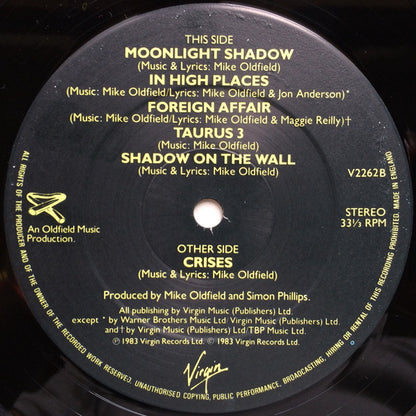 THIS SIDE
MOONLIGHT SHADOW
(Music & Lyrics: Mike Oldfield)
IN HIGH PLACES
(Music: Mike Oldfield/Lyrics: Mike Oldfield & Jon Anderson)*
FOREIGN AFFAIR
(Music: Mike Oldfield/Lyrics: Mike Oldfield & Maggie Reilly)†
TAURUS 3
(Music: Mike Oldfield)
SHADOW ON THE WALL
(Music & Lyrics: Mike Oldfield)
V2262B
An Oldfield Music
Production.
STEREO
33⅓ RPM
OTHER SIDE
CRISES
(Music & Lyrics: Mike Oldfield)
Produced by Mike Oldfield and Simon Phillips.
All publishing by Virgin Music (Publishers) Ltd.
except * by Warner Brothers Music Ltd/Virgin Music (Publishers) Ltd.
and † by Virgin Music (Publishers) Ltd/TBP Music Ltd.
℗ 1983 Virgin Records Ltd. © 1983 Virgin Records Ltd.
Virgin
ALL RIGHTS OF THE PRODUCER AND OF THE OWNER OF THE RECORDED WORK RESERVED. UNAUTHORISED COPYING, PUBLIC PERFORMANCE, BROADCASTING, HIRING OR RENTAL OF THIS RECORDING PROHIBITED. MADE IN ENGLAND